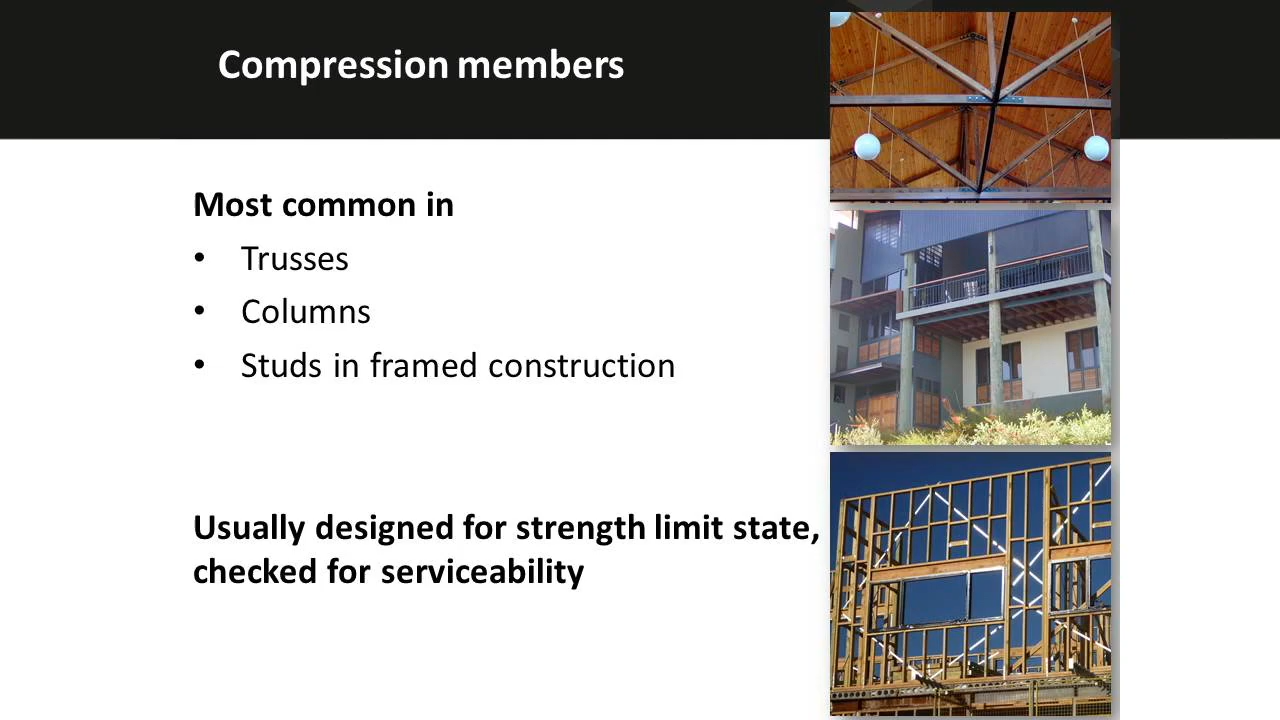 Compression members
Most common in
• Trusses
• Columns
• Studs in framed construction
Usually designed for strength limit state,
checked for serviceability